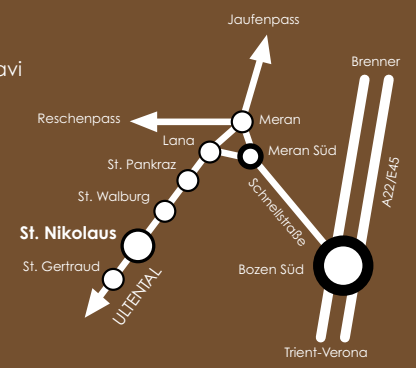 Jaufenpass
Brenner
avi
Reschenpass
Meran
Lana
Meran Süd
St. Pankraz
A22/E45
St. Walburg
Schnellstraße
St. Nikolaus
St. Gertraud
Bozen Süd
ULTENTAL
Trient-Verona